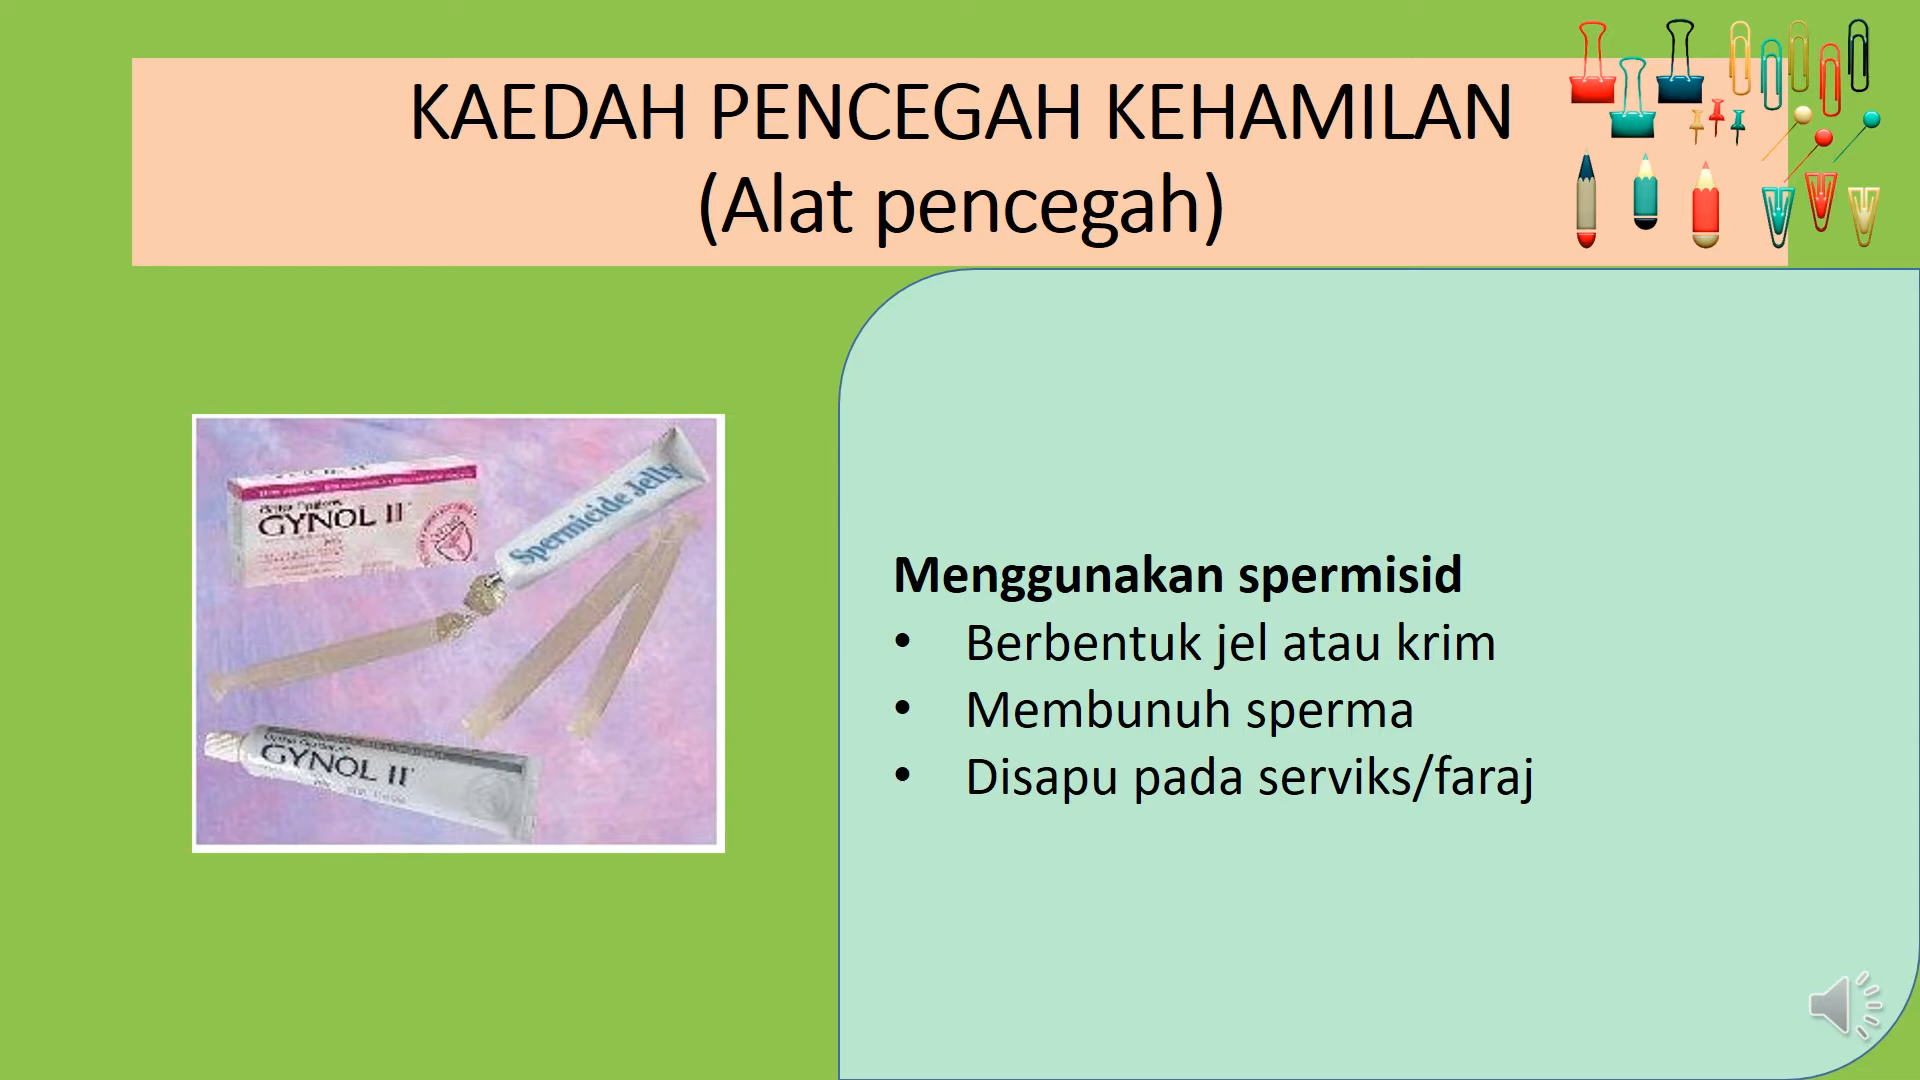 KAEDAH PENCEGAH KEHAMILAN
(Alat pencegah)
GYNOL II
Spermicide Jelly
GYNOL II
Menggunakan spermisid
• Berbentuk jel atau krim
• Membunuh sperma
• Disapu pada serviks/faraj